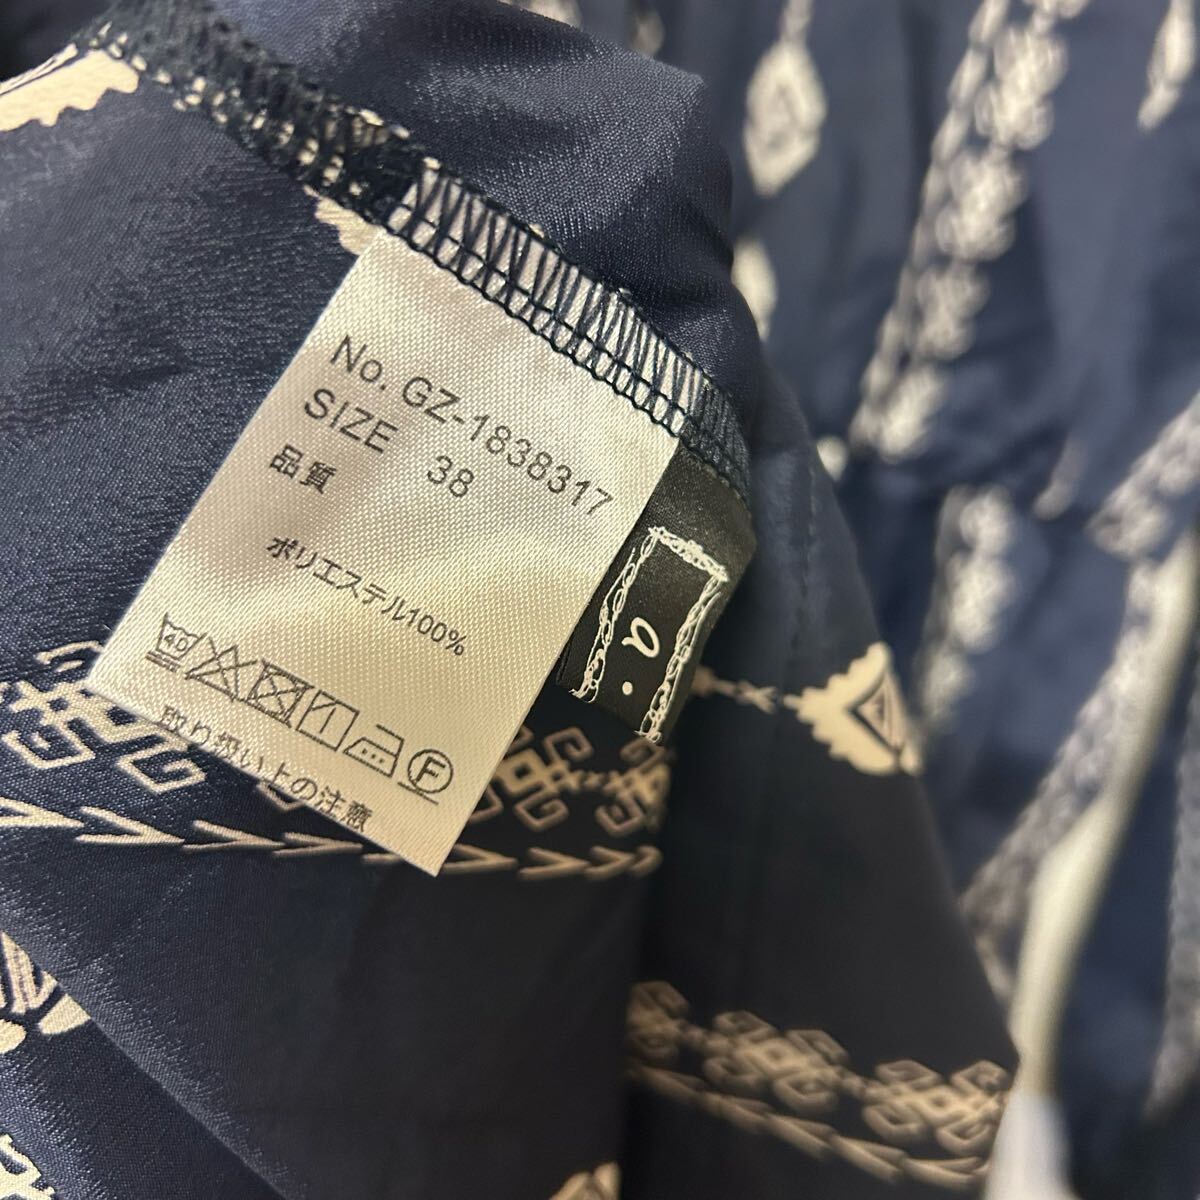 No. GZ-1838317
SIZE 38
品質
ポリエステル100%
40
F
取り扱い上の注意
a.